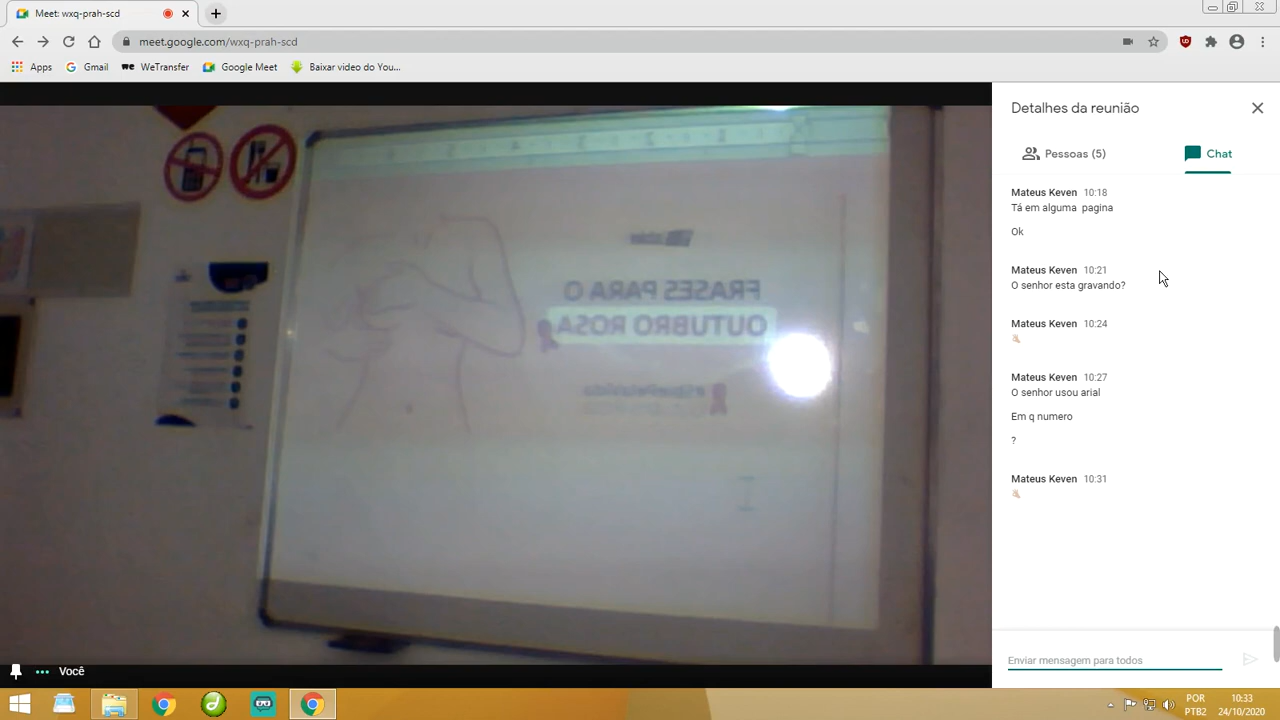 Meet: wxq-prah-scd
meet.google.com/wxq-prah-scd
Apps
Gmail
WeTransfer
Google Meet
Baixar video do You...
FRASES PARA O
OUTUBRO ROSA
Você
Detalhes da reunião
Pessoas (5)
Chat
Mateus Keven 10:18
Tá em alguma pagina
Ok
Mateus Keven 10:21
O senhor esta gravando?
Mateus Keven 10:24
Mateus Keven 10:27
O senhor usou arial
Em q numero
?
Mateus Keven 10:31
Enviar mensagem para todos
POR
PTB2
10:33
24/10/2020